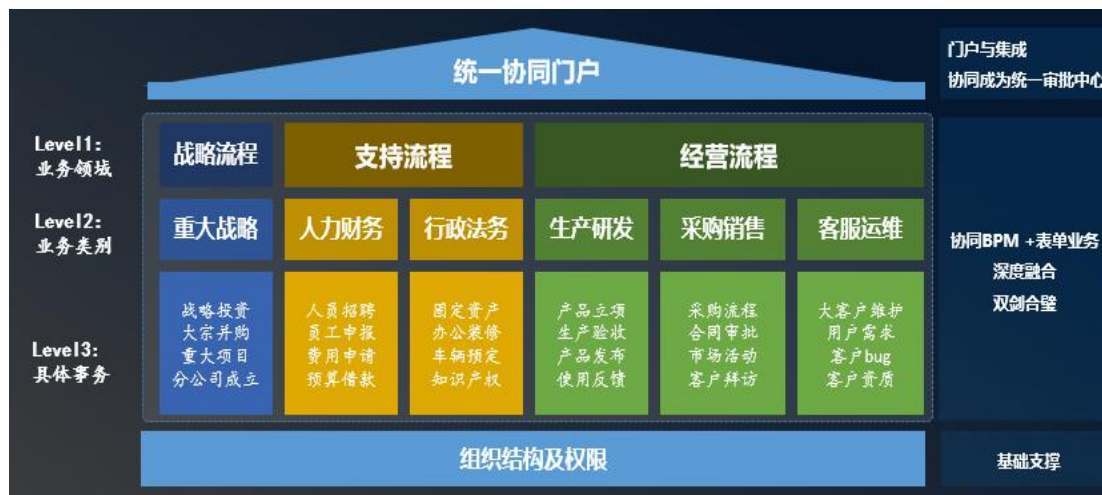 统一协同门户
门户与集成
协同成为统一审批中心
Level1:
业务领域
战略流程
支持流程
经营流程
Level2:
业务类别
重大战略
人力财务
行政法务
生产研发
采购销售
客服运维
协同BPM +表单业务
深度融合
双剑合璧
Level3:
具体事务
战略投资
大宗并购
重大项目
分公司成立
人员招聘
员工申报
费用申请
预算借款
固定资产
办公装修
车辆预定
知识产权
产品立项
生产验收
产品发布
使用反馈
采购流程
合同审批
市场活动
客户拜访
大客户维护
用户需求
客户bug
客户资质
组织结构及权限
基础支撑